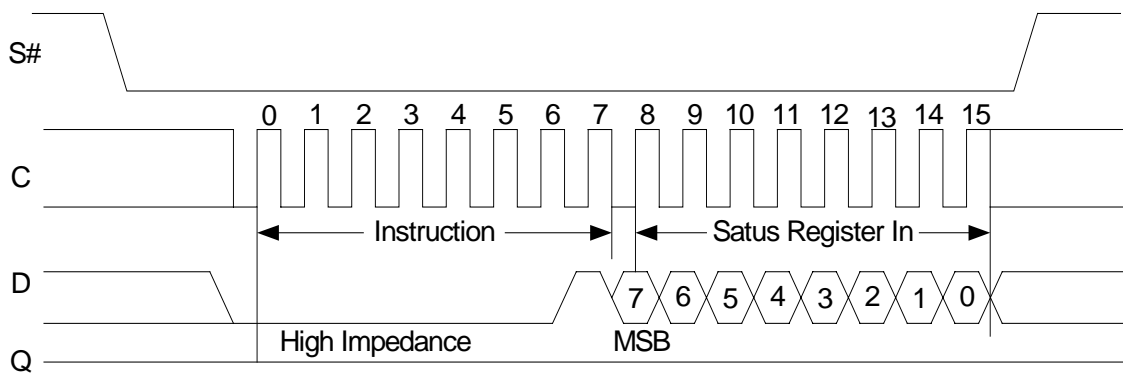 S#
0 1 2 3 4 5 6 7 8 9 10 11 12 13 14 15
C
Instruction Satus Register In
D
7 6 5 4 3 2 1 0
High Impedance MSB
Q